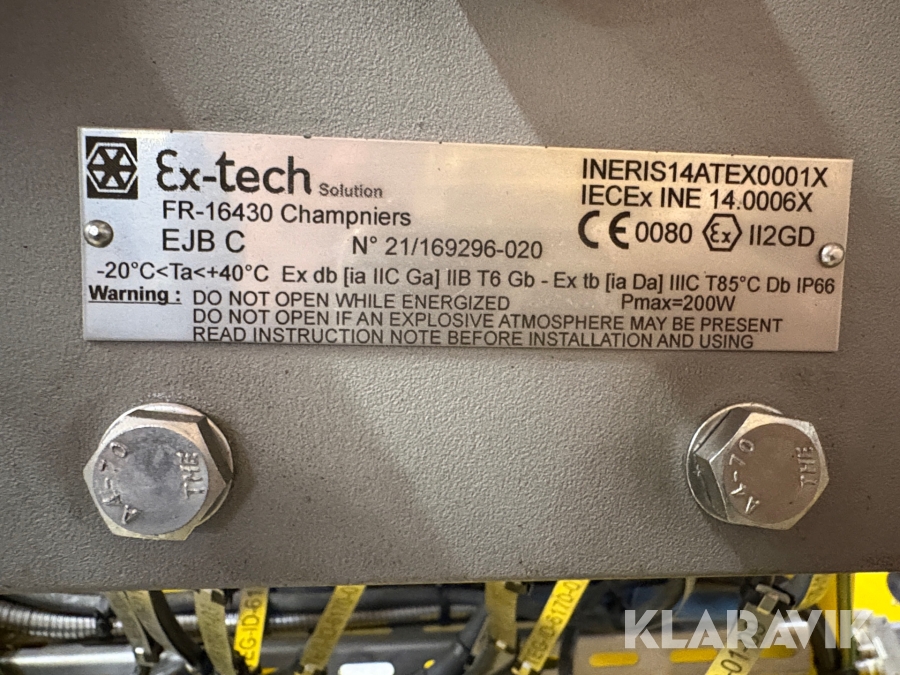 Ex-tech Solution
INERIS14ATEX0001X
FR-16430 Champniers
IECEx INE 14.0006X
EJB C N° 21/169296-020
CE 0080 Ex II2GD
-20°C<Ta<+40°C Ex db [ia IIC Ga] IIB T6 Gb - Ex tb [ia Da] IIIC T85°C Db IP66
Warning : DO NOT OPEN WHILE ENERGIZED Pmax=200W
DO NOT OPEN IF AN EXPLOSIVE ATMOSPHERE MAY BE PRESENT
READ INSTRUCTION NOTE BEFORE INSTALLATION AND USING
A4-70 THE
A4-70 THE
KLARAVIK